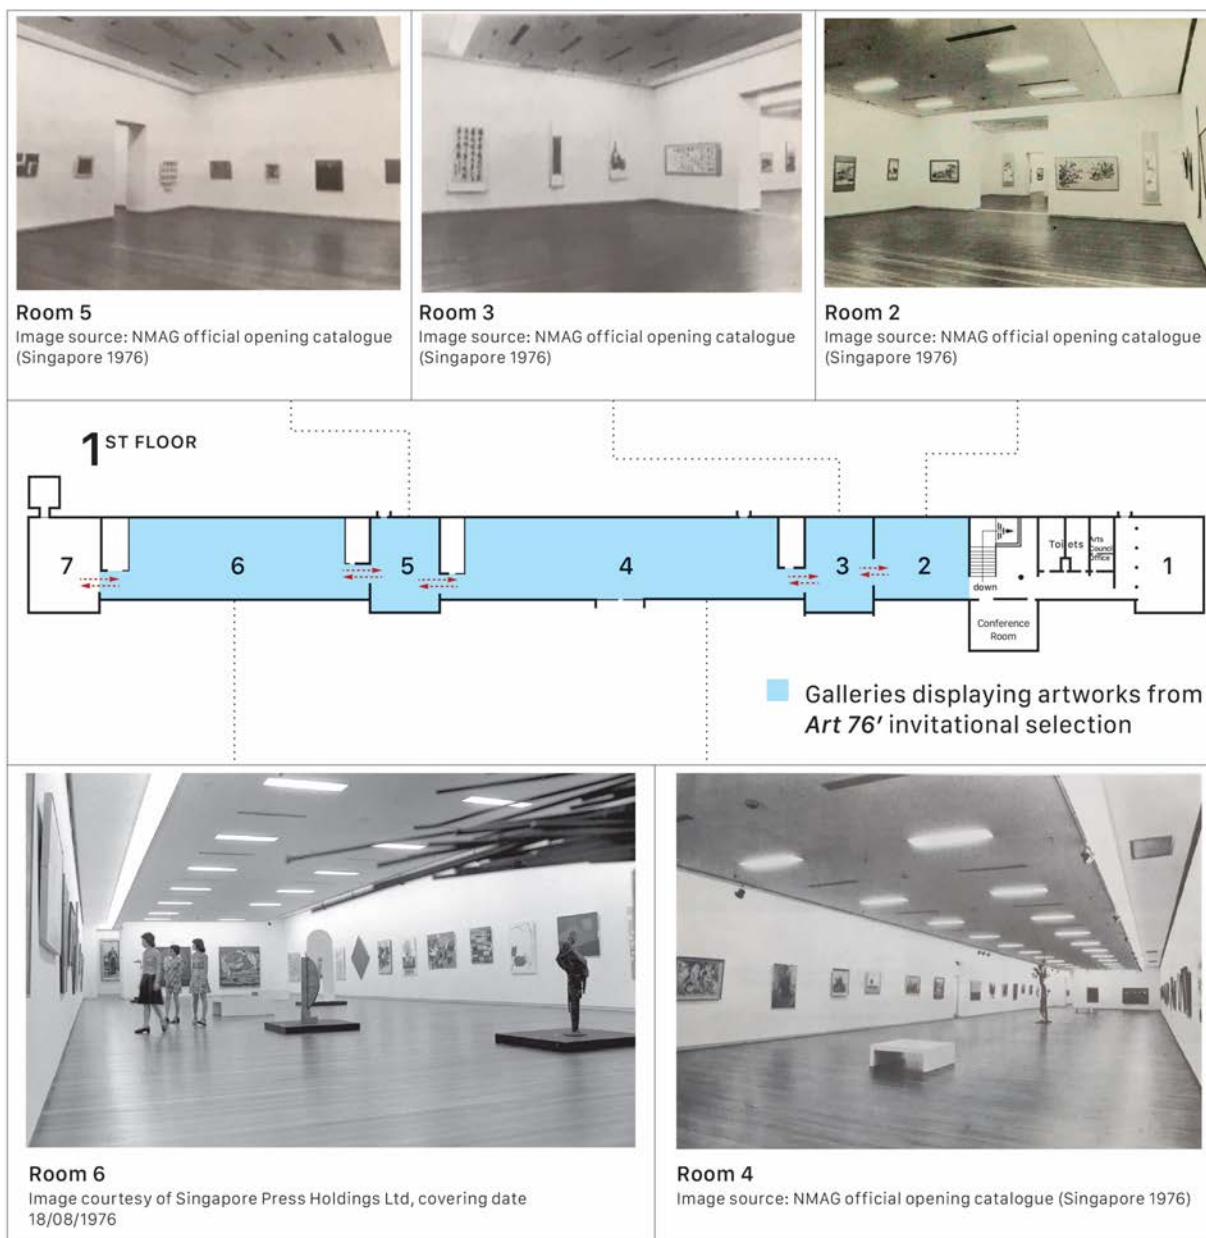 Room 5
Image source: NMAG official opening catalogue
(Singapore 1976)
Room 3
Image source: NMAG official opening catalogue
(Singapore 1976)
Room 2
Image source: NMAG official opening catalogue
(Singapore 1976)
1ST FLOOR
7
6
5
4
3
2
down
Toilets
Arts
Council
Office
1
Conference
Room
Galleries displaying artworks from
Art 76' invitational selection
Room 6
Image courtesy of Singapore Press Holdings Ltd, covering date
18/08/1976
Room 4
Image source: NMAG official opening catalogue (Singapore 1976)